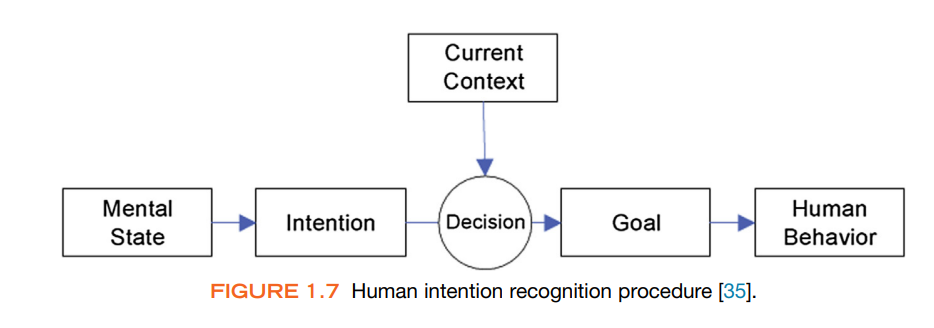 Current
Context
Mental
State
Intention
Decision
Goal
Human
Behavior
FIGURE 1.7 Human intention recognition procedure [35].